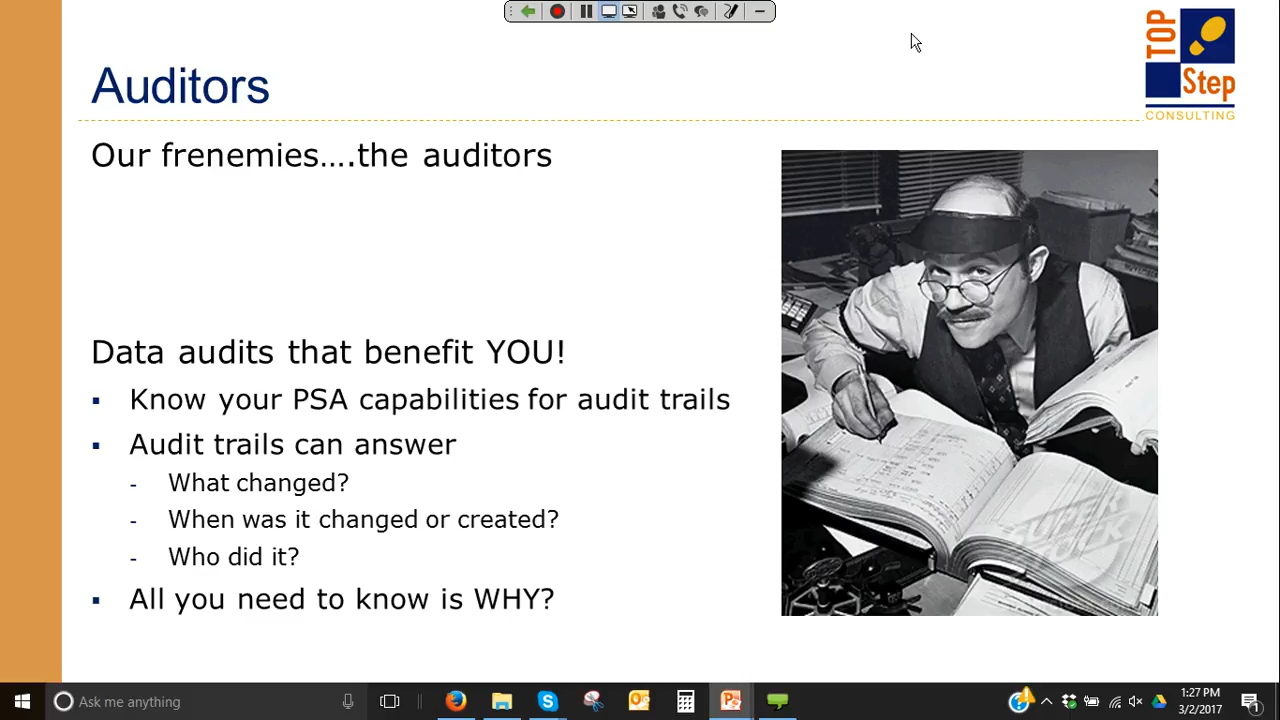 Auditors
TOP
Step
CONSULTING
Our frenemies….the auditors
Data audits that benefit YOU!
▪ Know your PSA capabilities for audit trails
▪ Audit trails can answer
- What changed?
- When was it changed or created?
- Who did it?
▪ All you need to know is WHY?
Ask me anything
1:27 PM
3/2/2017